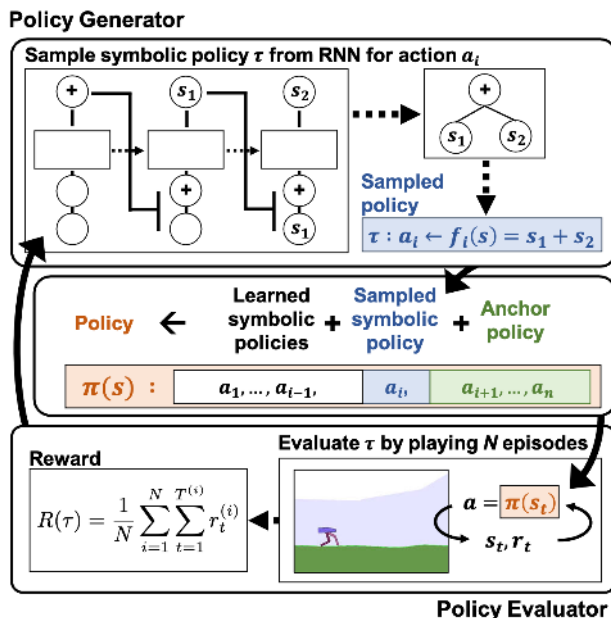 Policy Generator
Sample symbolic policy τ from RNN for action aᵢ
+ s₁ s₂
+
s₁ s₂
+ +
s₁
Sampled
policy
τ : aᵢ ← fᵢ(s) = s₁ + s₂
Policy ← Learned symbolic policies + Sampled symbolic policy + Anchor policy
π(s) : a₁, ..., aᵢ₋₁, aᵢ, aᵢ₊₁, ..., aₙ
Evaluate τ by playing N episodes
Reward
R(τ) = 1/N ∑_{i=1}^{N} ∑_{t=1}^{T^{(i)}} r_t^{(i)}
a = π(sₜ)
sₜ, rₜ
Policy Evaluator